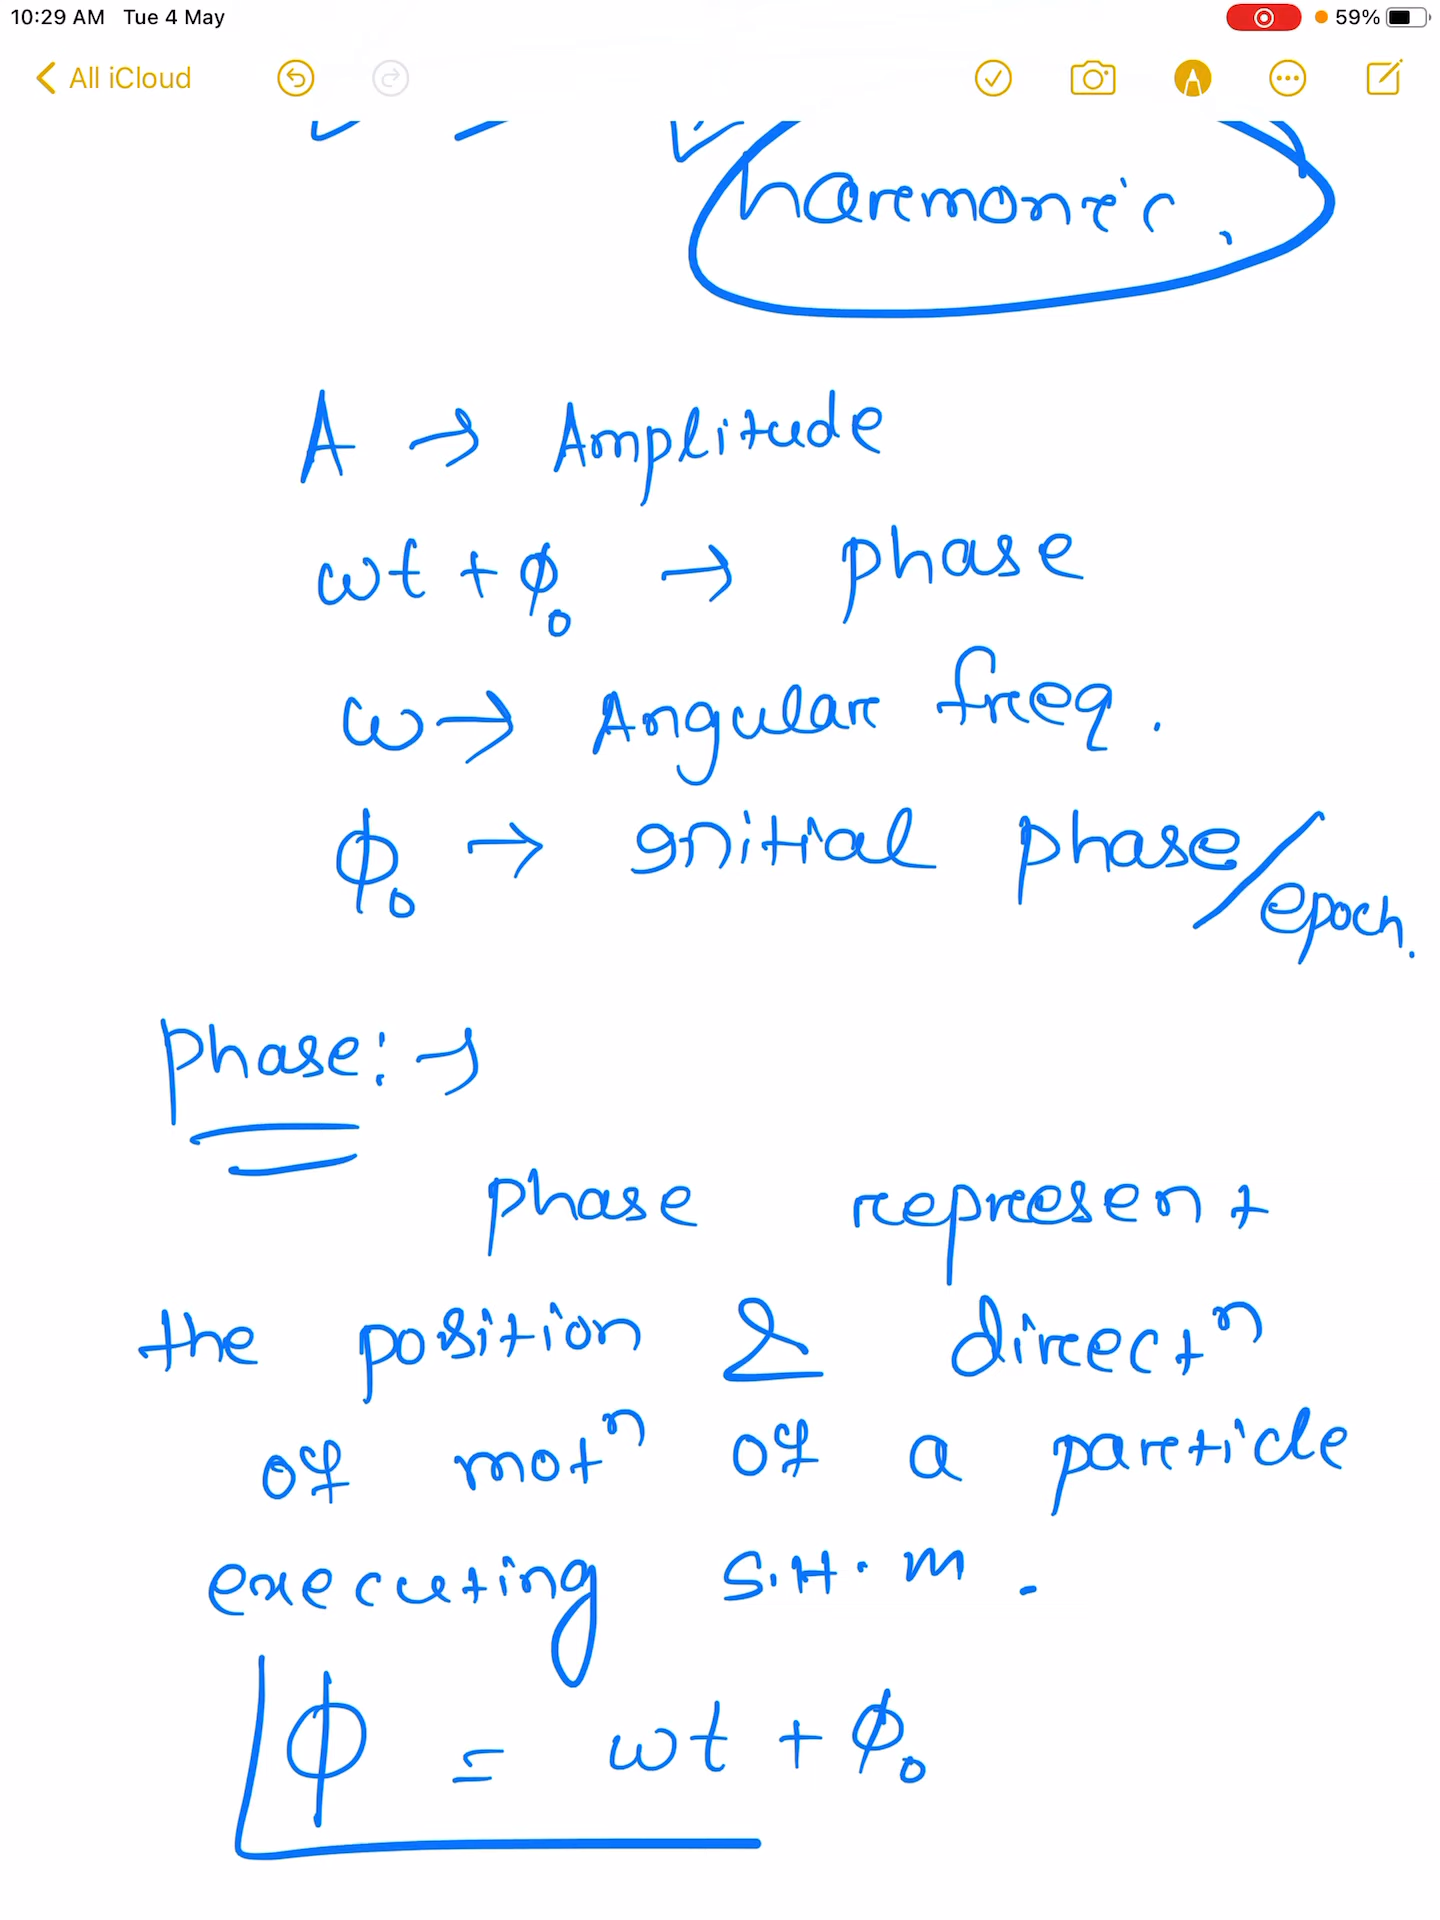 10:29 AM Tue 4 May 59%
All iCloud
harmonic.
A → Amplitude
ωt + ϕ₀ → phase
ω → Angular freq.
ϕ₀ → Initial phase/epoch.
Phase: →
phase represent
the position & directⁿ
of motⁿ of a particle
executing S.H.M.
ϕ = ωt + ϕ₀